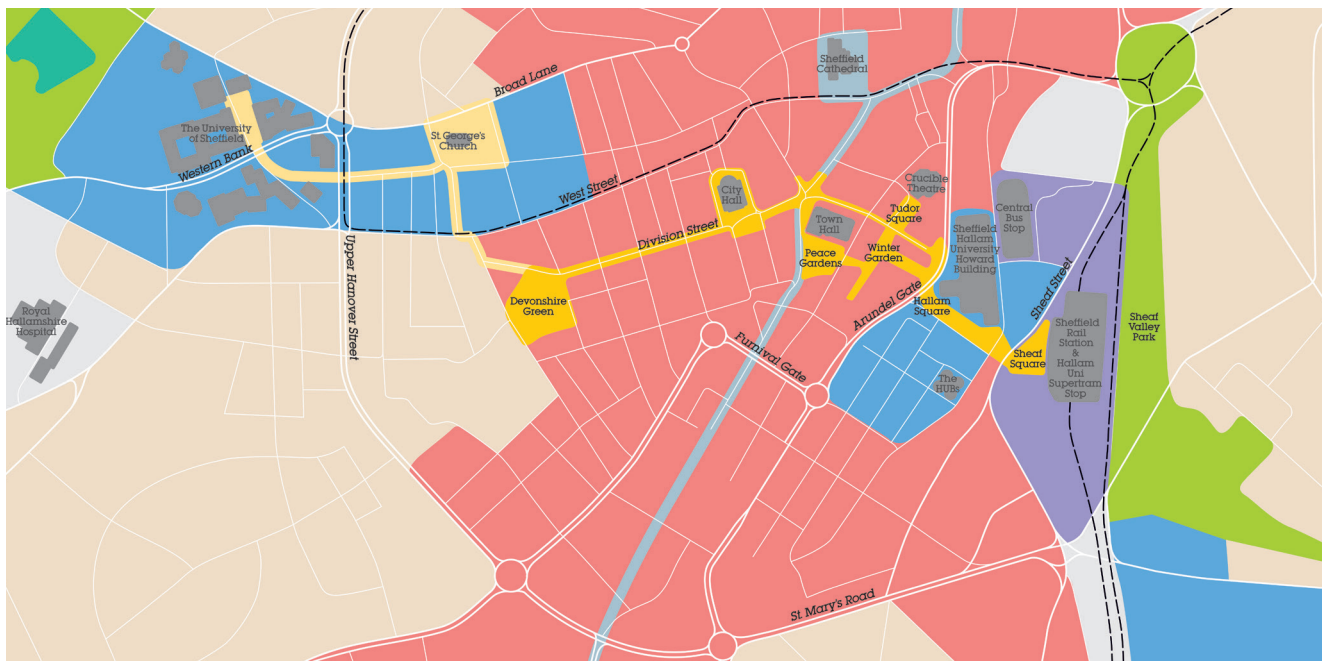 Broad Lane
Sheffield
Cathedral
The University
of Sheffield
Western Bank
St. George's
Church
West Street
City
Hall
Crucible
Theatre
Tudor
Square
Central
Bus
Stop
Division Street
Town
Hall
Peace
Gardens
Winter
Garden
Sheffield
Hallam
University
Howard
Building
Upper Hanover Street
Devonshire
Green
Arundel Gate
Hallam
Square
Sheaf Street
Royal
Hallamshire
Hospital
Furnival Gate
Sheaf
Square
Sheffield
Rail
Station
&
Hallam
Uni
Supertram
Stop
Sheaf
Valley
Park
The
HUBs
St. Mary's Road